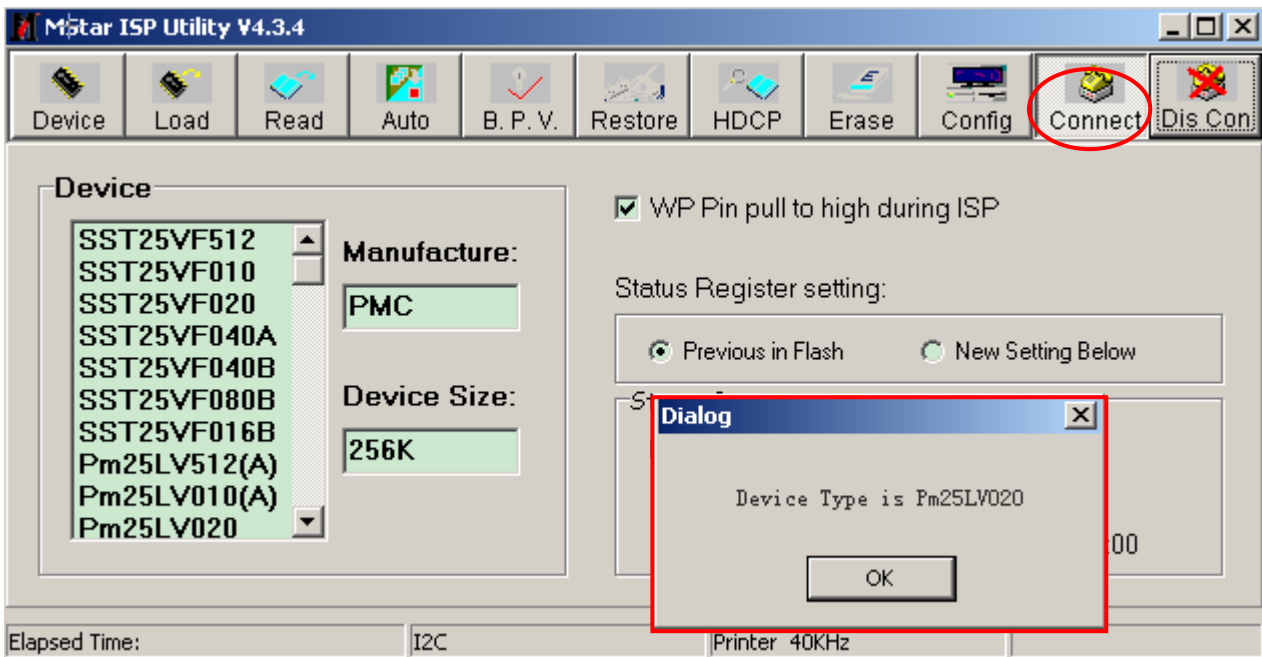 MStar ISP Utility V4.3.4
Device Load Read Auto B. P. V. Restore HDCP Erase Config Connect Dis Con
Device
SST25VF512
SST25VF010
SST25VF020
SST25VF040A
SST25VF040B
SST25VF080B
SST25VF016B
Pm25LV512(A)
Pm25LV010(A)
Pm25LV020
Manufacture:
PMC
Device Size:
256K
WP Pin pull to high during ISP
Status Register setting:
Previous in Flash New Setting Below
Dialog
Device Type is Pm25LV020
OK
:00
Elapsed Time: I2C Printer 40KHz